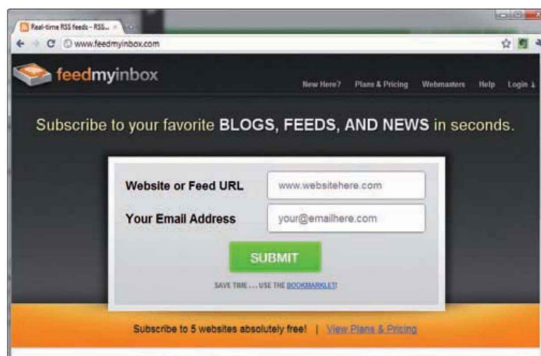 Real-time RSS feeds - RSS...
www.feedmyinbox.com
feedmyinbox
New Here? Plans & Pricing Webmasters Help Login
Subscribe to your favorite BLOGS, FEEDS, AND NEWS in seconds.
Website or Feed URL www.websitehere.com
Your Email Address your@emailhere.com
SUBMIT
SAVE TIME . . . USE THE BOOKMARKLET!
Subscribe to 5 websites absolutely free! | View Plans & Pricing